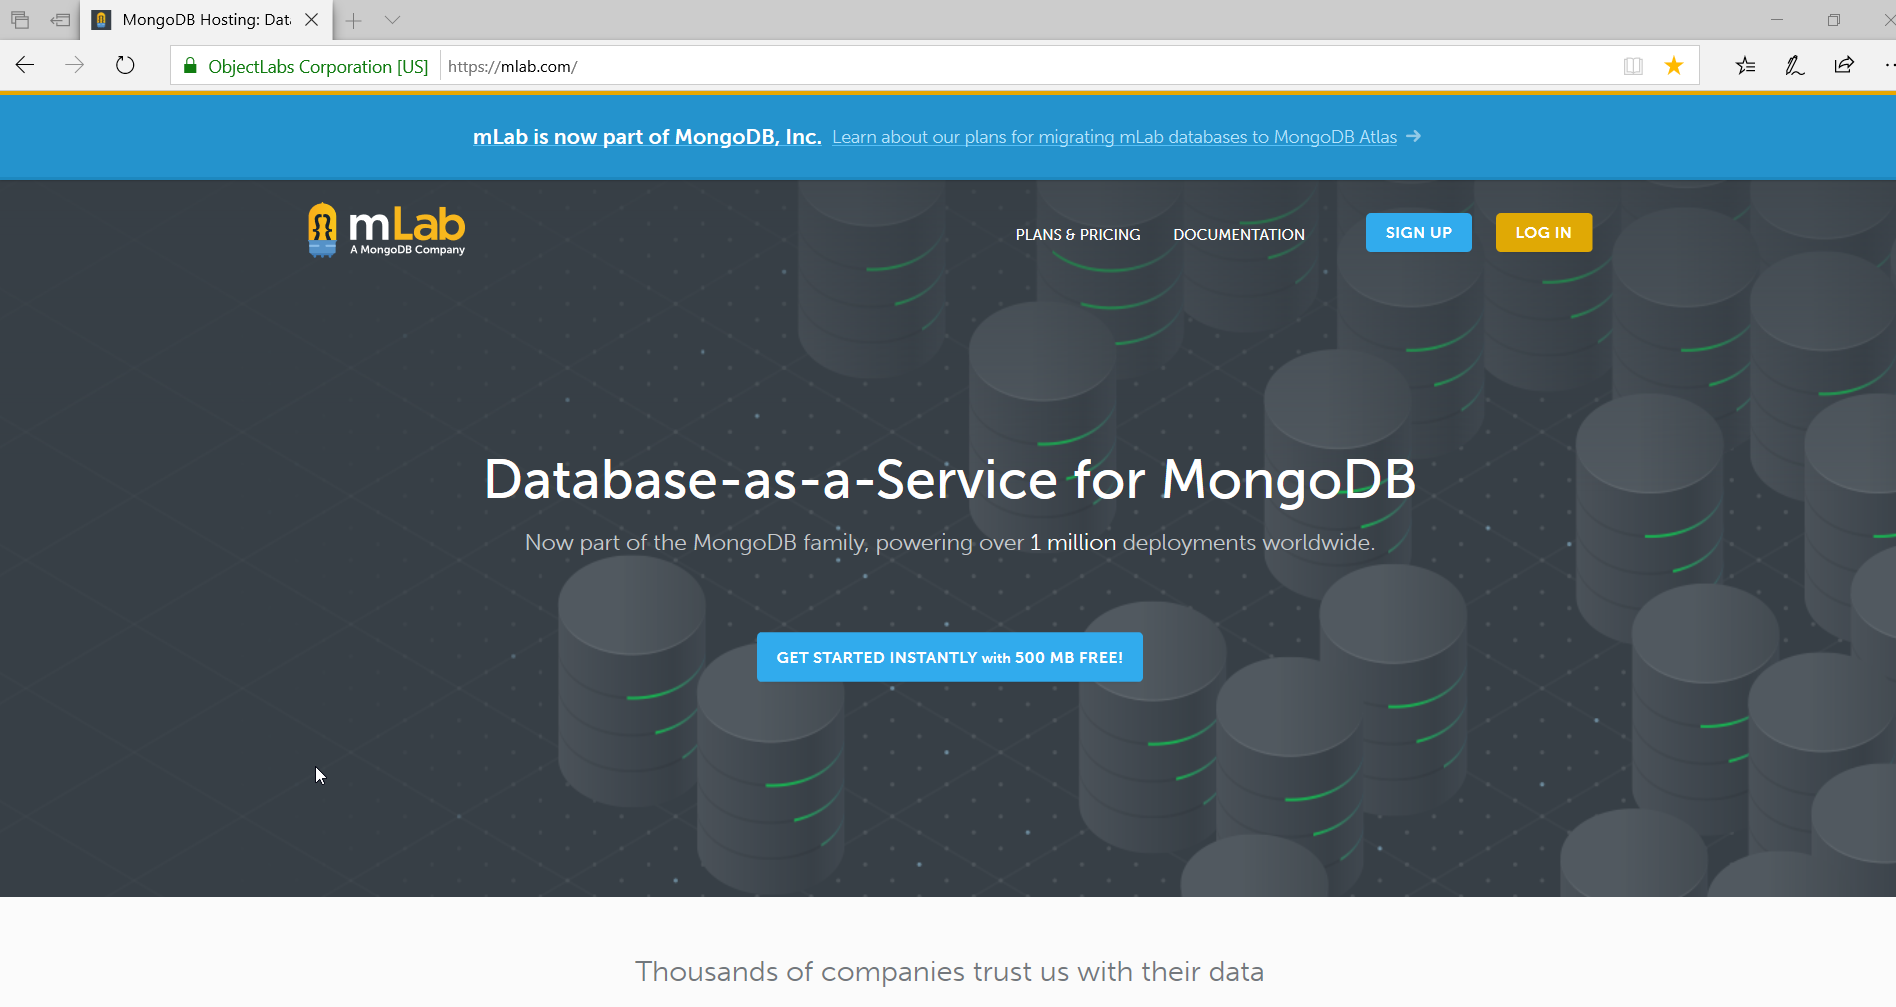 MongoDB Hosting: Dat
ObjectLabs Corporation [US] https://mlab.com/
mLab is now part of MongoDB, Inc. Learn about our plans for migrating mLab databases to MongoDB Atlas →
mLab
A MongoDB Company
PLANS & PRICING DOCUMENTATION SIGN UP LOG IN
Database-as-a-Service for MongoDB
Now part of the MongoDB family, powering over 1 million deployments worldwide.
GET STARTED INSTANTLY with 500 MB FREE!
Thousands of companies trust us with their data